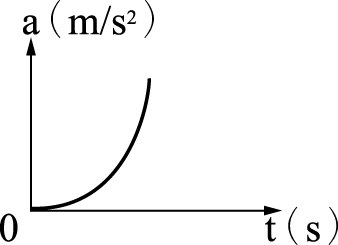 a（m/s²）
0
t（s）